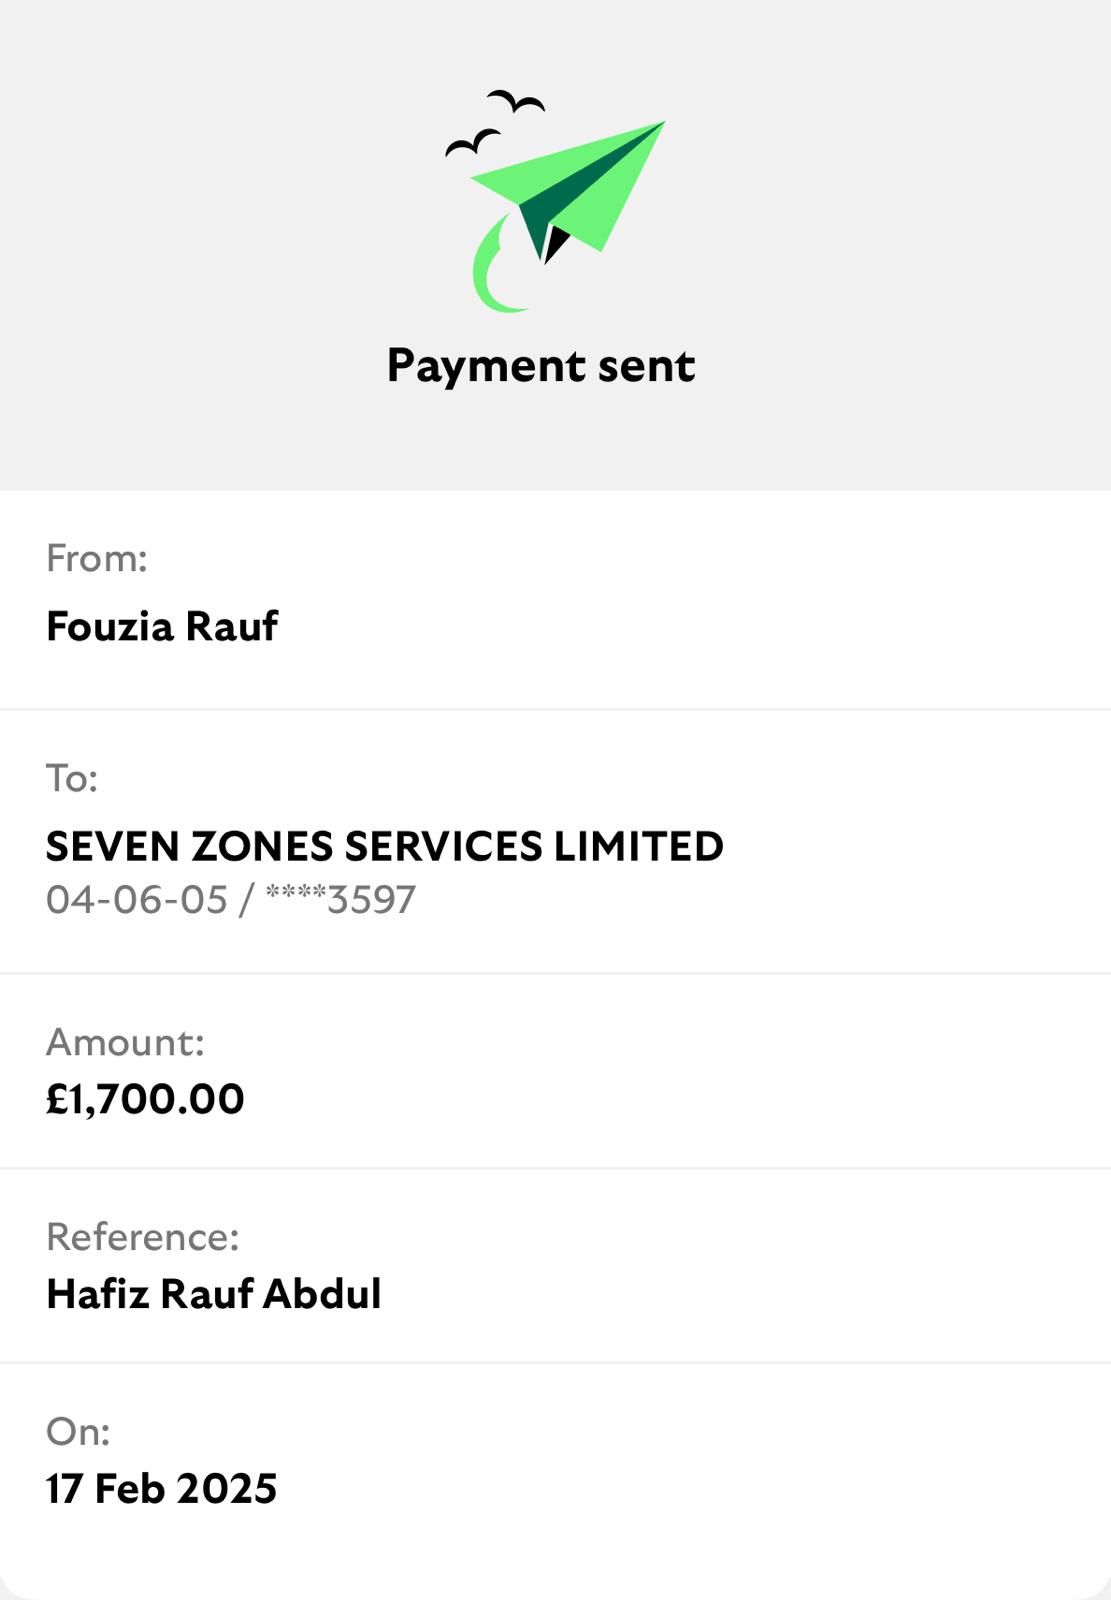 Payment sent
From:
Fouzia Rauf
To:
SEVEN ZONES SERVICES LIMITED
04-06-05 / ****3597
Amount:
£1,700.00
Reference:
Hafiz Rauf Abdul
On:
17 Feb 2025